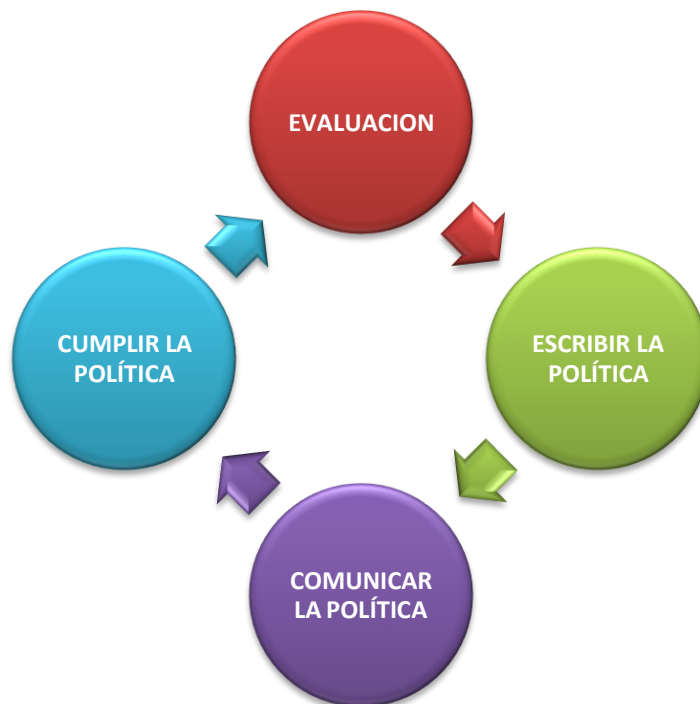 EVALUACION
CUMPLIR LA
POLÍTICA
ESCRIBIR LA
POLÍTICA
COMUNICAR
LA POLÍTICA